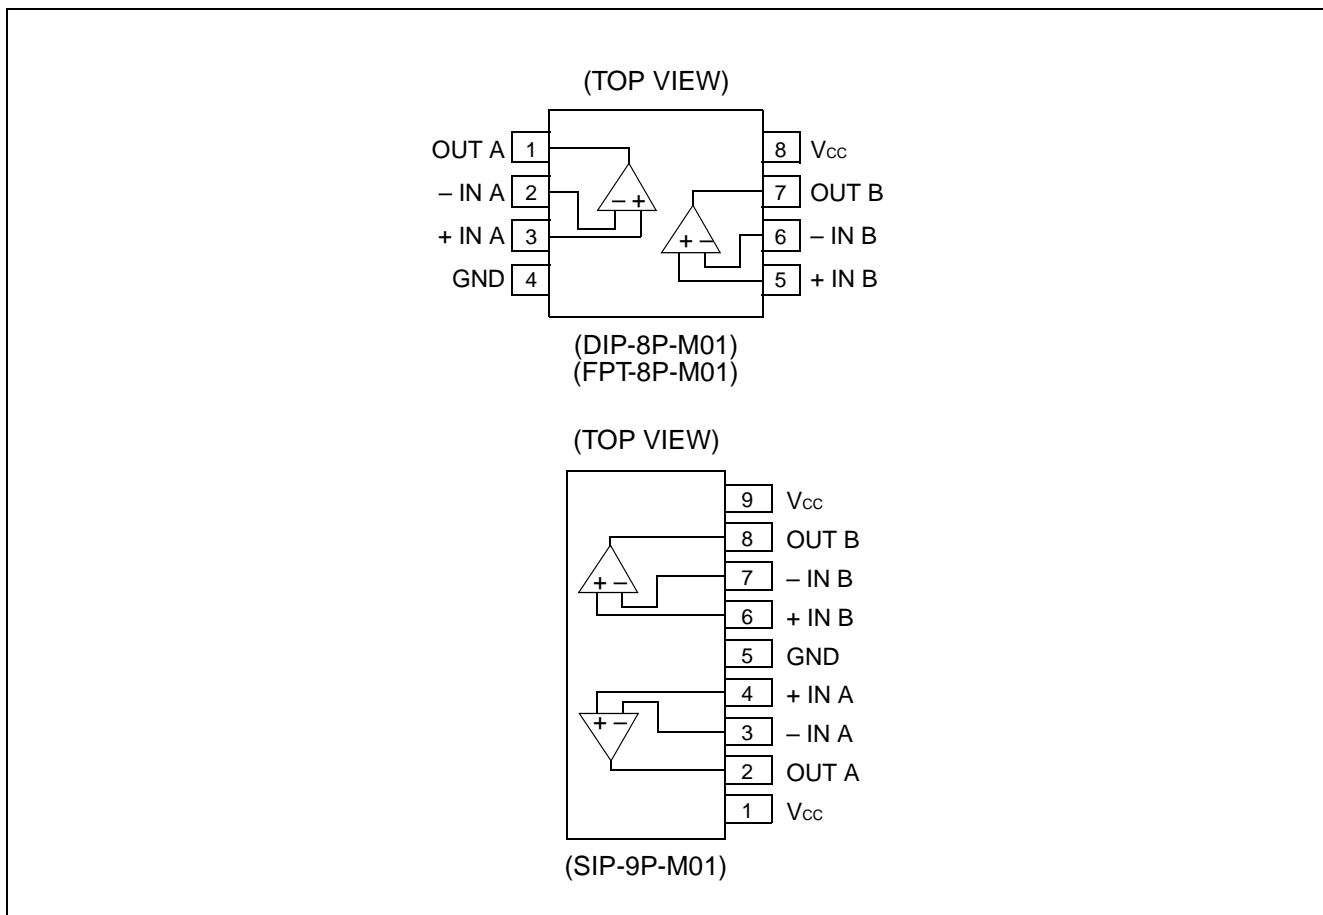 (TOP VIEW)
OUT A 1
– IN A 2
+ IN A 3
GND 4
8 Vcc
7 OUT B
6 – IN B
5 + IN B
– +
+ –
(DIP-8P-M01)
(FPT-8P-M01)
(TOP VIEW)
9 Vcc
8 OUT B
7 – IN B
6 + IN B
5 GND
4 + IN A
3 – IN A
2 OUT A
1 Vcc
+ –
+ –
(SIP-9P-M01)